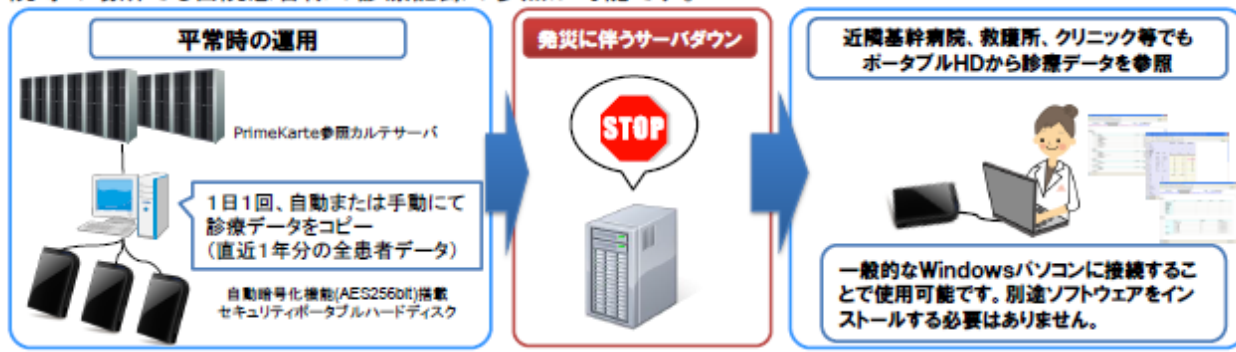 平常時の運用
PrimeKarte参照カルテサーバ
1日1回、自動または手動にて
診療データをコピー
（直近1年分の全患者データ）
自動暗号化機能(AES256bit)搭載
セキュリティポータブルハードディスク
発災に伴うサーバダウン
STOP
近隣基幹病院、救護所、クリニック等でも
ポータブルHDから診療データを参照
一般的なWindowsパソコンに接続するこ
とで使用可能です。別途ソフトウェアをイン
ストールする必要はありません。